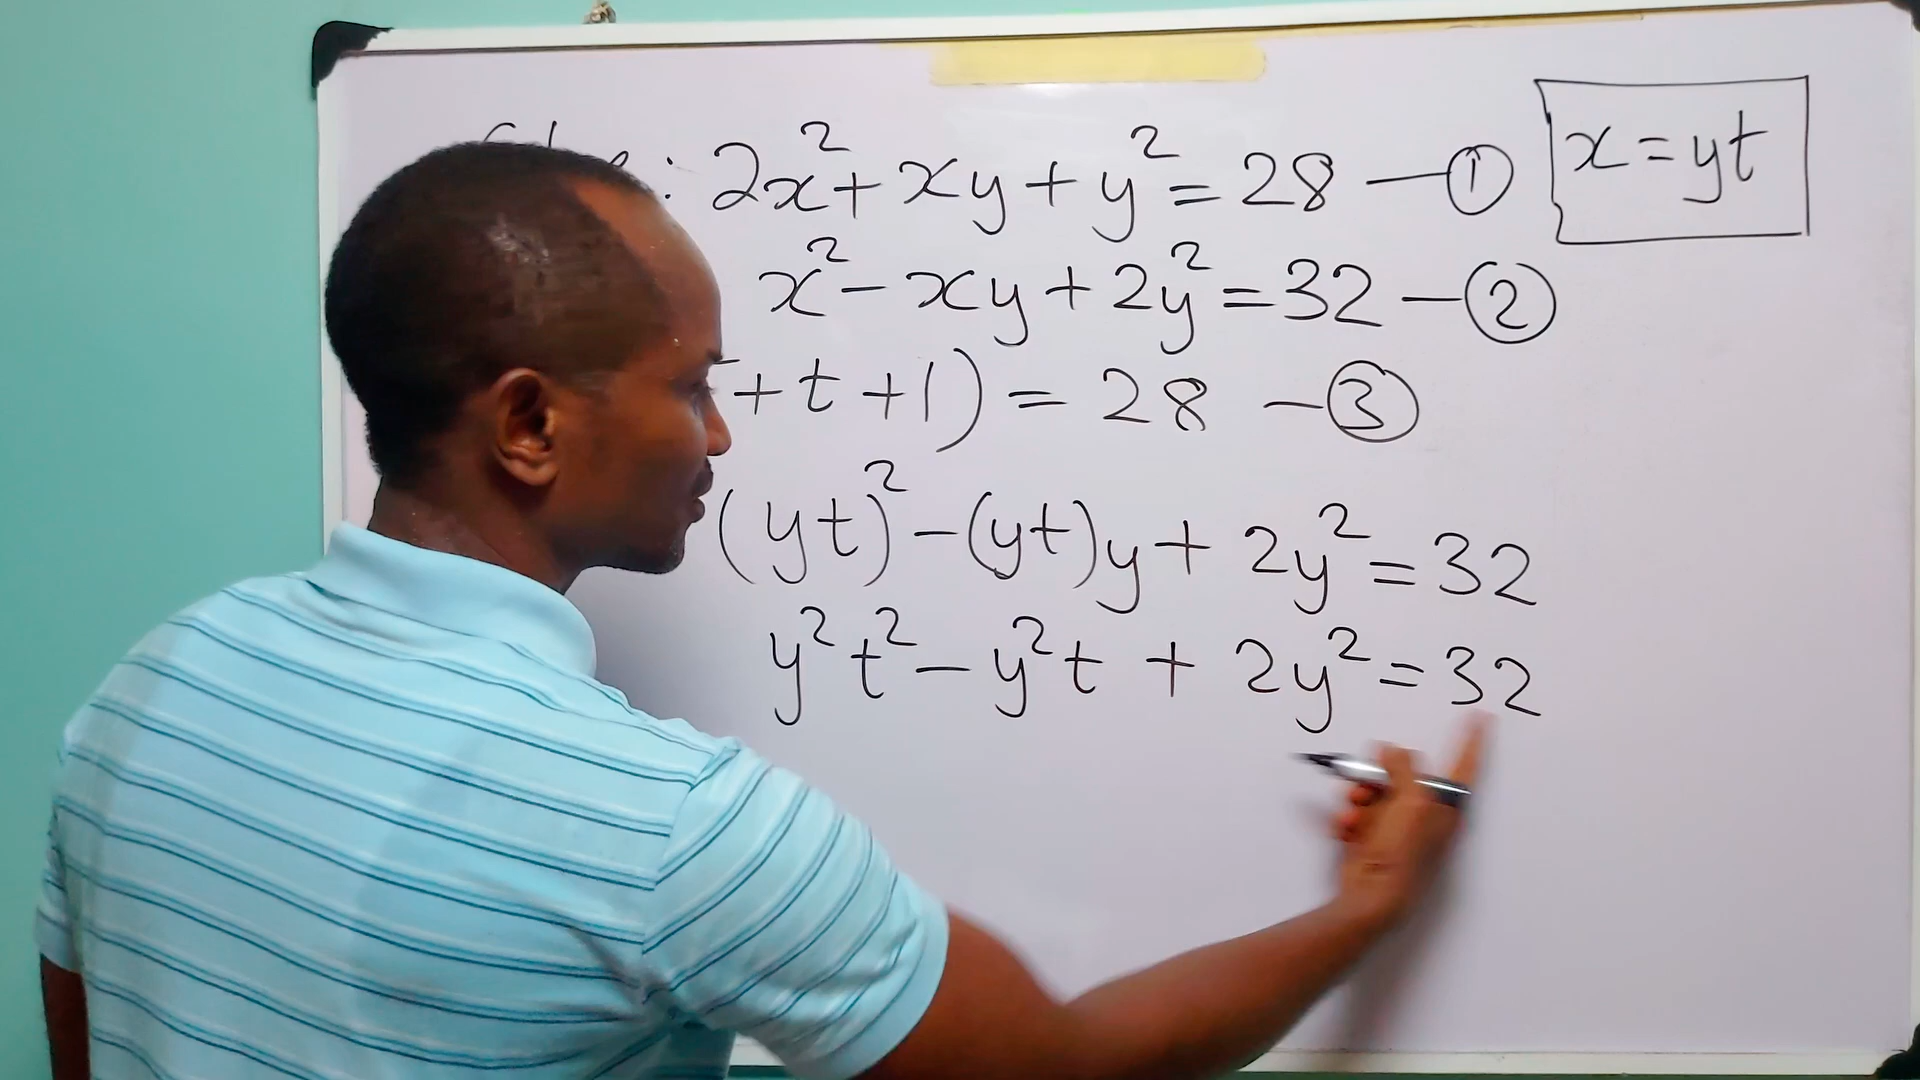 : 2x² + xy + y² = 28 — ①
x = yt
x² - xy + 2y² = 32 — ②
+ t + 1) = 28 — ③
(yt)² - (yt)y + 2y² = 32
y²t² - y²t + 2y² = 32